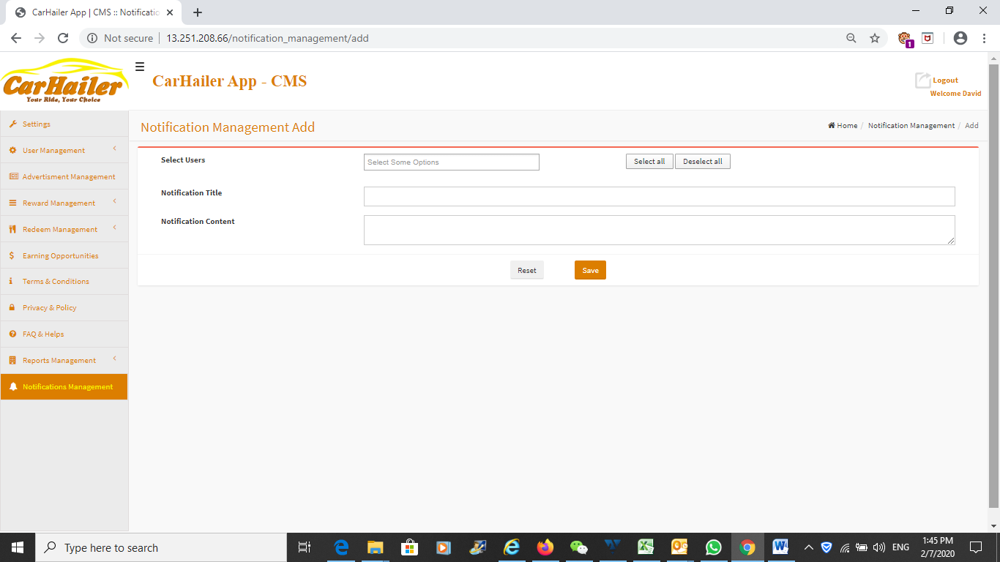 CarHailer App | CMS :: Notificatio
Not secure
13.251.208.66/notification_management/add
1
CarHailer
Your Ride, Your Choice
CarHailer App - CMS
Logout
Welcome David
Settings
User Management
Advertisment Management
Reward Management
Redeem Management
Earning Opportunities
Terms & Conditions
Privacy & Policy
FAQ & Helps
Reports Management
Notifications Management
Notification Management Add
Home / Notification Management / Add
Select Users
Select Some Options
Select all
Deselect all
Notification Title
Notification Content
Reset
Save
Type here to search
ENG
1:45 PM
2/7/2020